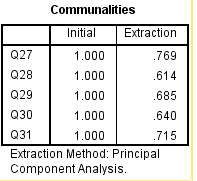 Communalities
Initial Extraction
Q27 1.000 .769
Q28 1.000 .614
Q29 1.000 .685
Q30 1.000 .640
Q31 1.000 .715
Extraction Method: Principal
Component Analysis.